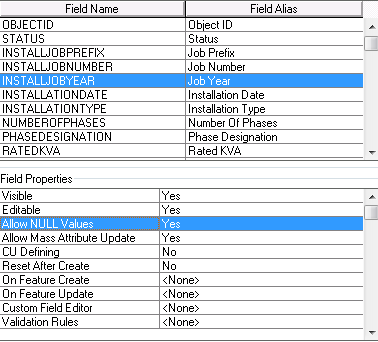 Field Name Field Alias
OBJECTID Object ID
STATUS Status
INSTALLJOBPREFIX Job Prefix
INSTALLJOBNUMBER Job Number
INSTALLJOBYEAR Job Year
INSTALLATIONDATE Installation Date
INSTALLATIONTYPE Installation Type
NUMBEROFPHASES Number Of Phases
PHASEDESIGNATION Phase Designation
RATEDKVA Rated KVA
Field Properties
Visible Yes
Editable Yes
Allow NULL Values Yes
Allow Mass Attribute Update Yes
CU Defining No
Reset After Create No
On Feature Create <None>
On Feature Update <None>
Custom Field Editor <None>
Validation Rules <None>